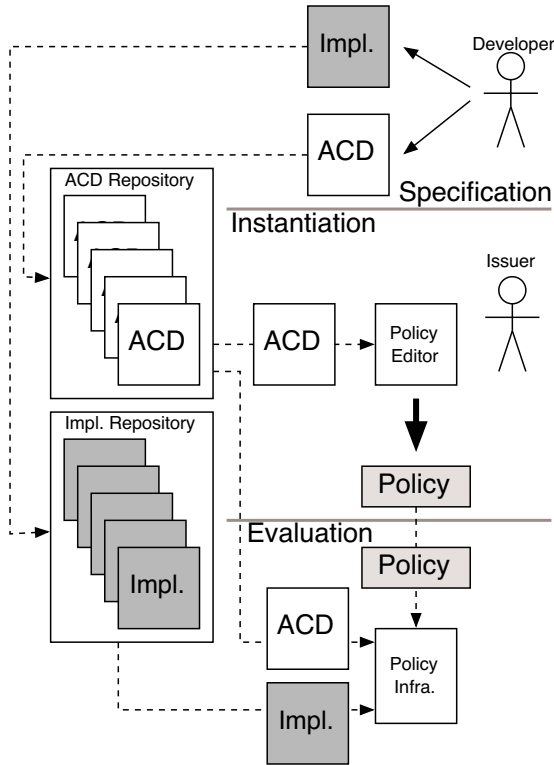 Impl.
Developer
ACD
Specification
ACD Repository
Instantiation
Issuer
ACD
ACD
Policy
Editor
Impl. Repository
Policy
Evaluation
Policy
Impl.
ACD
Policy
Infra.
Impl.